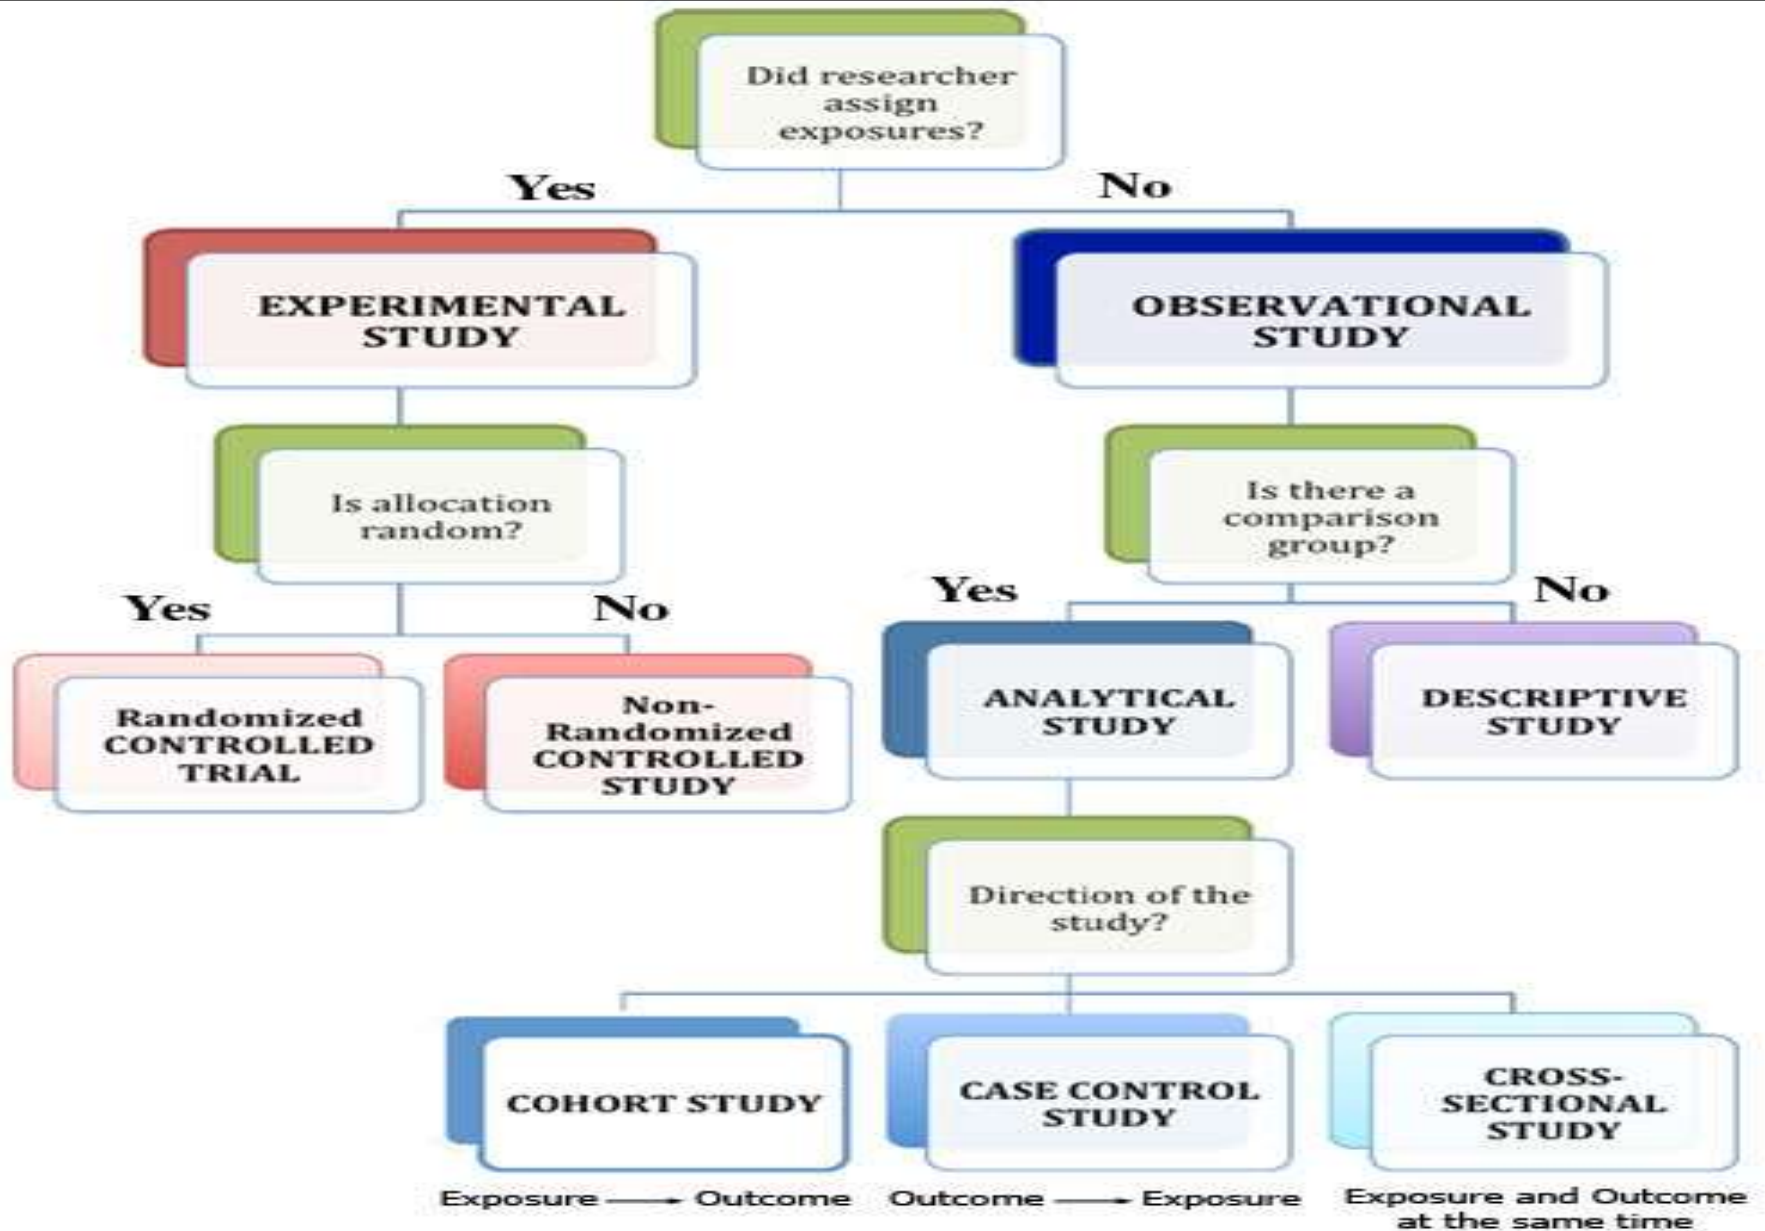 Did researcher
assign
exposures?
Yes
No
EXPERIMENTAL
STUDY
OBSERVATIONAL
STUDY
Is allocation
random?
Is there a
comparison
group?
Yes
No
Yes
No
Randomized
CONTROLLED
TRIAL
Non-
Randomized
CONTROLLED
STUDY
ANALYTICAL
STUDY
DESCRIPTIVE
STUDY
Direction of the
study?
COHORT STUDY
CASE CONTROL
STUDY
CROSS-
SECTIONAL
STUDY
Exposure → Outcome
Outcome → Exposure
Exposure and Outcome
at the same time